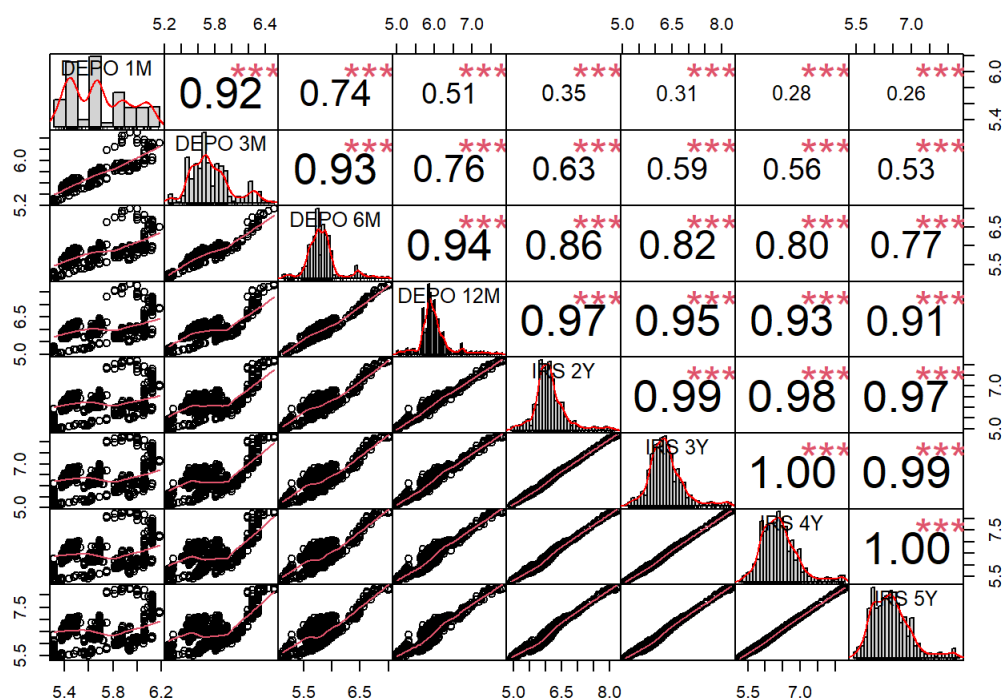 5.2 5.8 6.4 5.0 6.0 7.0 5.0 6.5 8.0 5.5 7.0
DEPO 1M 0.92 *** 0.74 *** 0.51 *** 0.35 *** 0.31 *** 0.28 *** 0.26 *** 5.4 6.0
5.2 6.0 DEPO 3M 0.93 *** 0.76 *** 0.63 *** 0.59 *** 0.56 *** 0.53 ***
DEPO 6M 0.94 *** 0.86 *** 0.82 *** 0.80 *** 0.77 *** 5.5 6.5
5.0 6.5 DEPO 12M 0.97 *** 0.95 *** 0.93 *** 0.91 ***
IRS 2Y 0.99 *** 0.98 *** 0.97 *** 5.0 7.0
5.0 7.0 IRS 3Y 1.00 *** 0.99 ***
IRS 4Y 1.00 *** 5.5 7.5
5.5 7.5 IRS 5Y
5.4 5.8 6.2 5.5 6.5 5.0 6.5 8.0 5.5 7.0